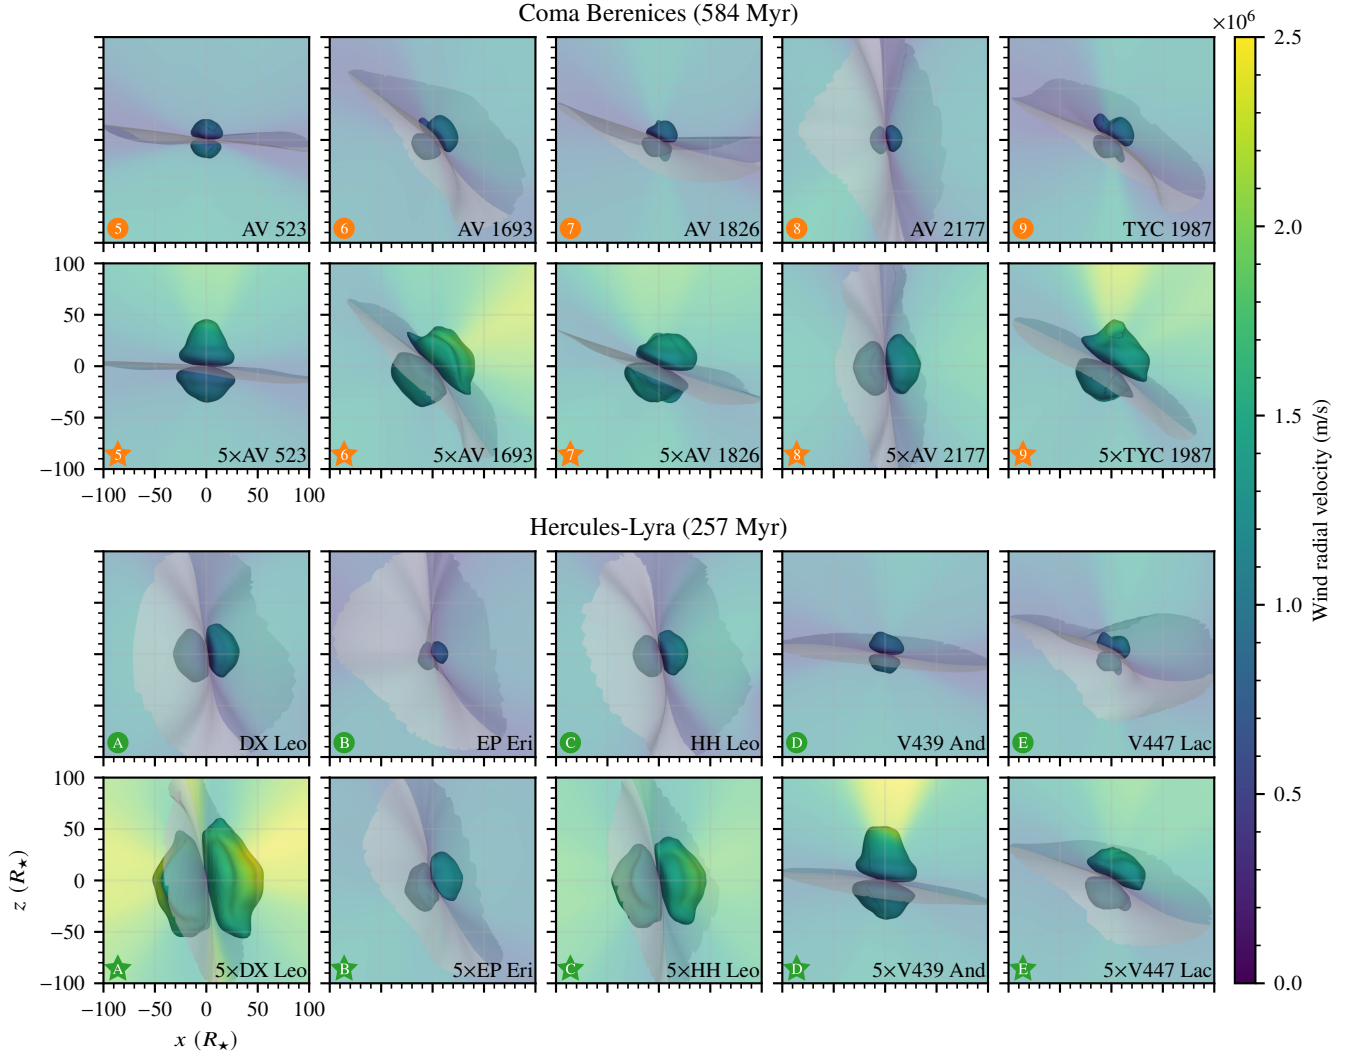 Coma Berenices (584 Myr)
×10⁶
5 AV 523
6 AV 1693
7 AV 1826
8 AV 2177
9 TYC 1987
100
50
0
−50
−100
5 5×AV 523
6 5×AV 1693
7 5×AV 1826
8 5×AV 2177
9 5×TYC 1987
−100 −50 0 50 100
Hercules-Lyra (257 Myr)
A DX Leo
B EP Eri
C HH Leo
D V439 And
E V447 Lac
100
50
0
−50
−100
z (R★)
A 5×DX Leo
B 5×EP Eri
C 5×HH Leo
D 5×V439 And
E 5×V447 Lac
−100 −50 0 50 100
x (R★)
2.5
2.0
1.5
1.0
0.5
0.0
Wind radial velocity (m/s)